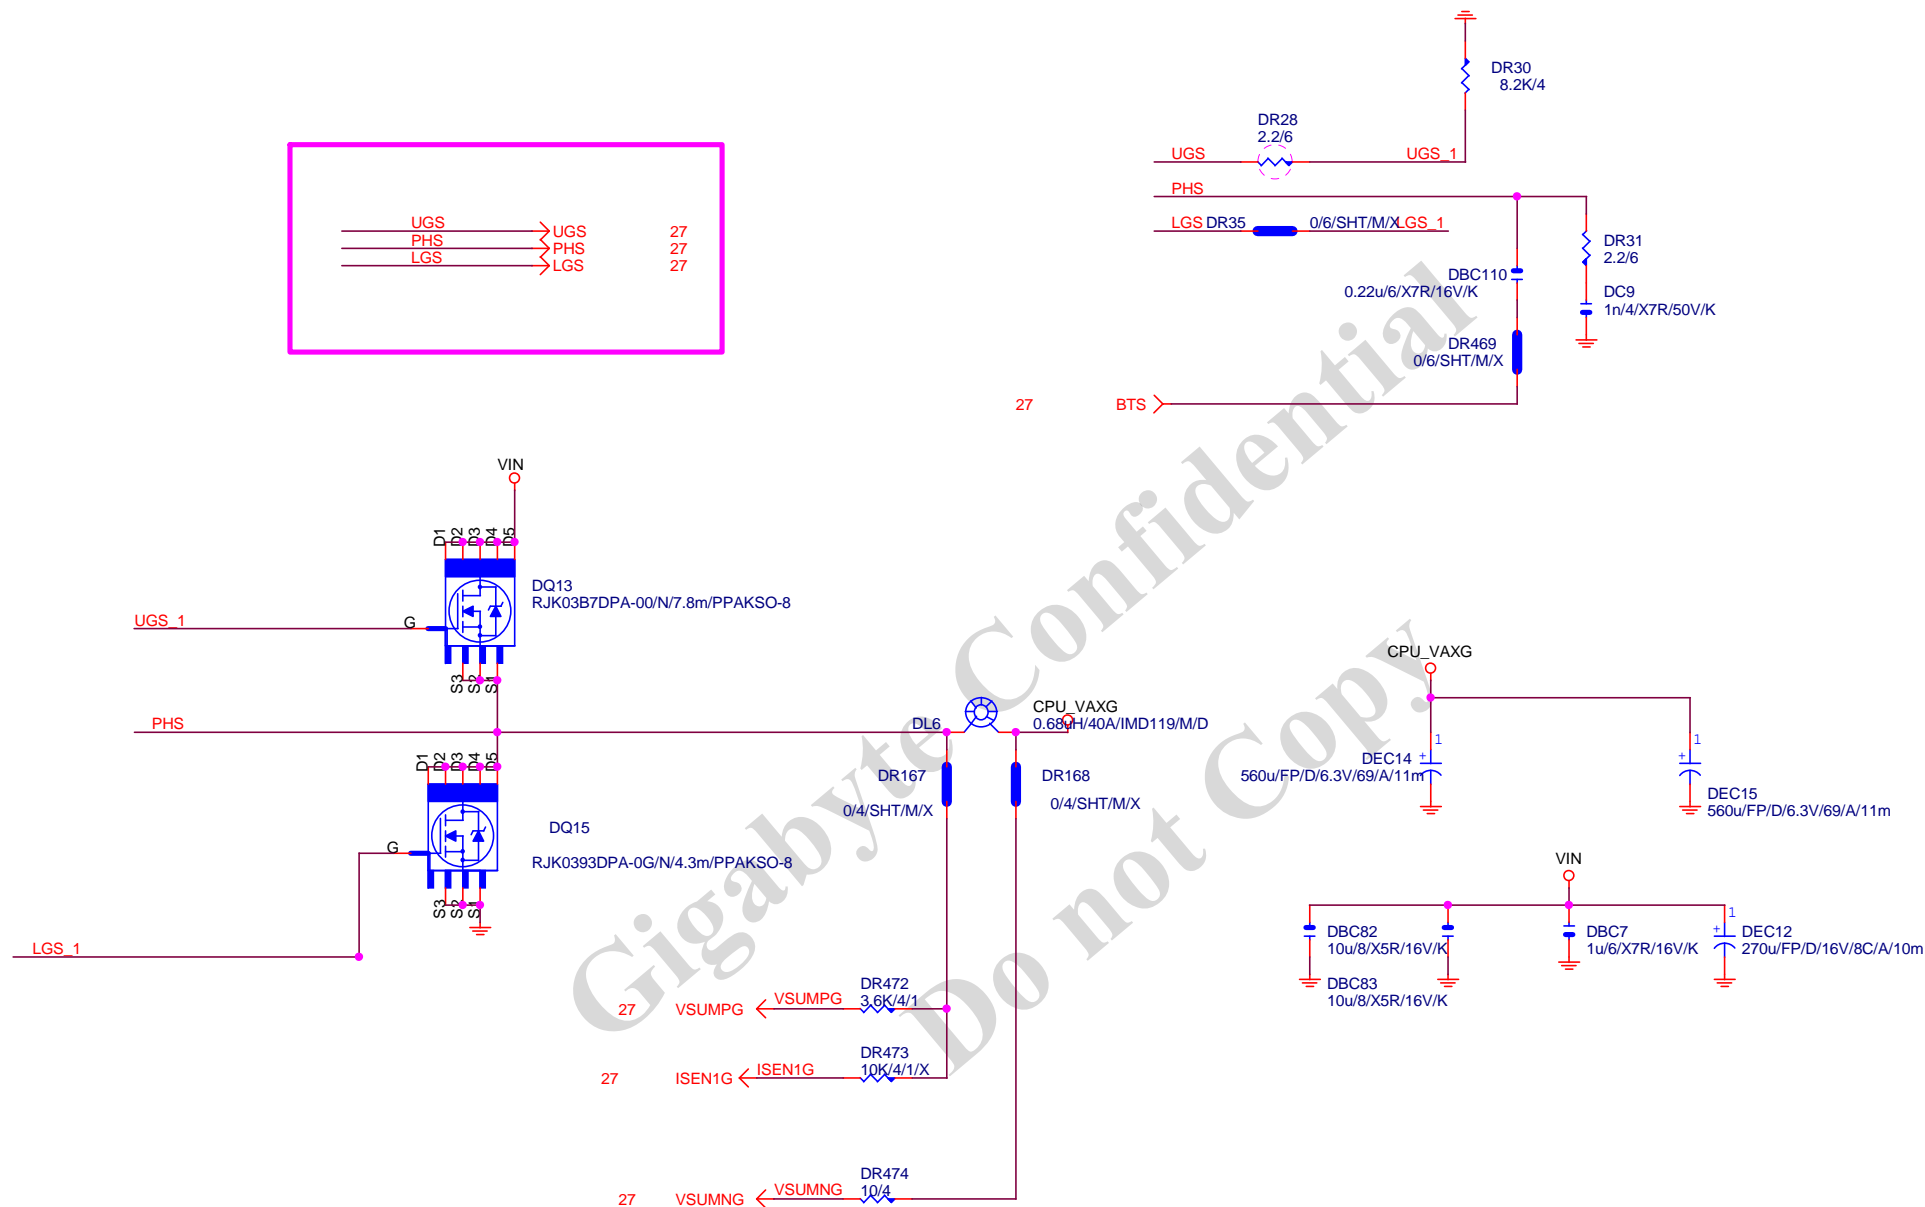 DR30
8.2K/4
DR28
2.2/6
UGS
UGS_1
PHS
LGS DR35 0/6/SHT/M/X LGS_1
UGS UGS 27
PHS PHS 27
LGS LGS 27
DR31
2.2/6
DBC110
0.22u/6/X7R/16V/K
DC9
1n/4/X7R/50V/K
DR469
0/6/SHT/M/X
27 BTS
VIN
D1 D2 D3 D4 D5
DQ13
RJK03B7DPA-00/N/7.8m/PPAKSO-8
UGS_1 G
S3 S2 S1
PHS
DL6
CPU_VAXG
0.68uH/40A/IMD119/M/D
D1 D2 D3 D4 D5
DR167
0/4/SHT/M/X
DR168
0/4/SHT/M/X
DQ15
RJK0393DPA-0G/N/4.3m/PPAKSO-8
G
S3 S2 S1
LGS_1
CPU_VAXG
1
+
DEC14
560u/FP/D/6.3V/69/A/11m
1
+
DEC15
560u/FP/D/6.3V/69/A/11m
VIN
DBC82
10u/8/X5R/16V/K
DBC83
10u/8/X5R/16V/K
DBC7
1u/6/X7R/16V/K
1
+
DEC12
270u/FP/D/16V/8C/A/10m
DR472
3.6K/4/1
27 VSUMPG VSUMPG
DR473
10K/4/1/X
27 ISEN1G ISEN1G
DR474
10/4
27 VSUMNG VSUMNG
Gigabyte Confidential
Do not Copy